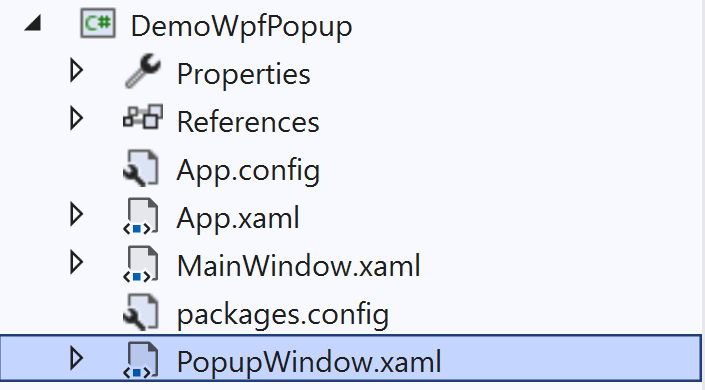 C# DemoWpfPopup
Properties
References
App.config
App.xaml
MainWindow.xaml
packages.config
PopupWindow.xaml